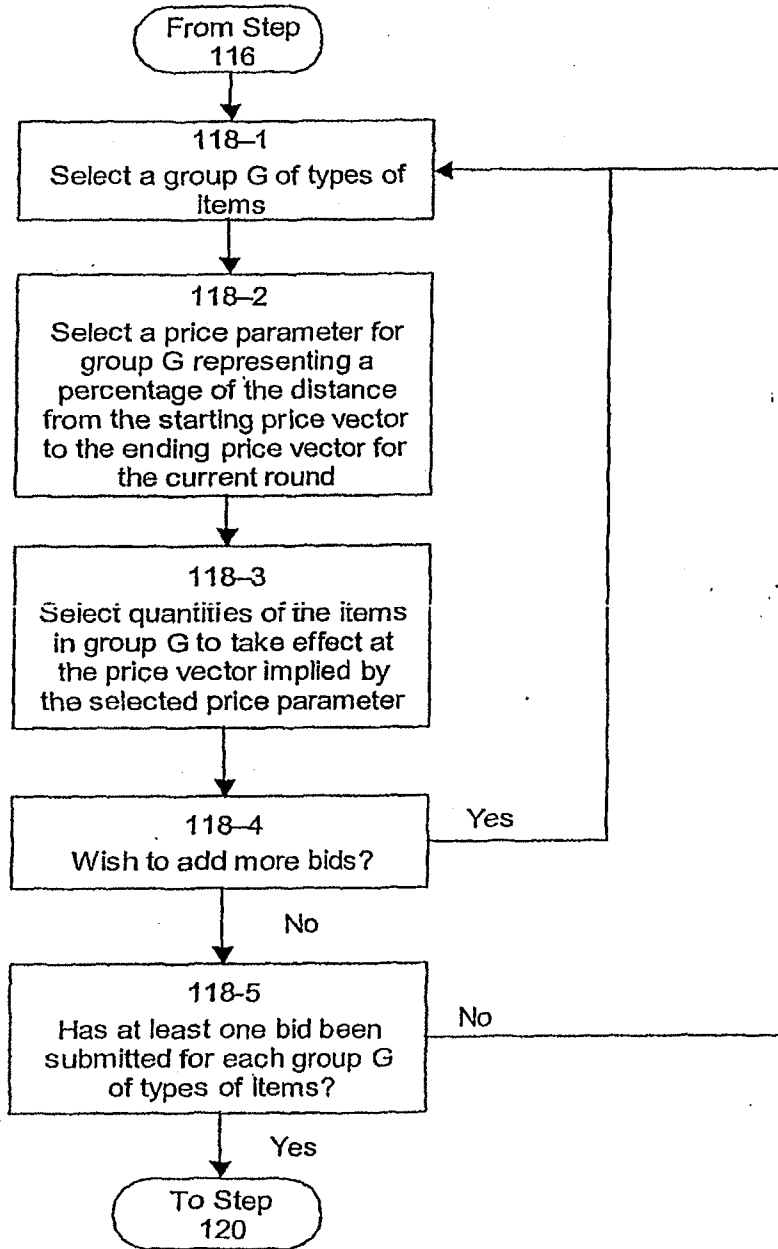 From Step
116
118–1
Select a group G of types of
items
118–2
Select a price parameter for
group G representing a
percentage of the distance
from the starting price vector
to the ending price vector for
the current round
118–3
Select quantities of the items
in group G to take effect at
the price vector implied by
the selected price parameter
118–4
Wish to add more bids?
Yes
No
118-5
Has at least one bid been
submitted for each group G
of types of items?
No
Yes
To Step
120